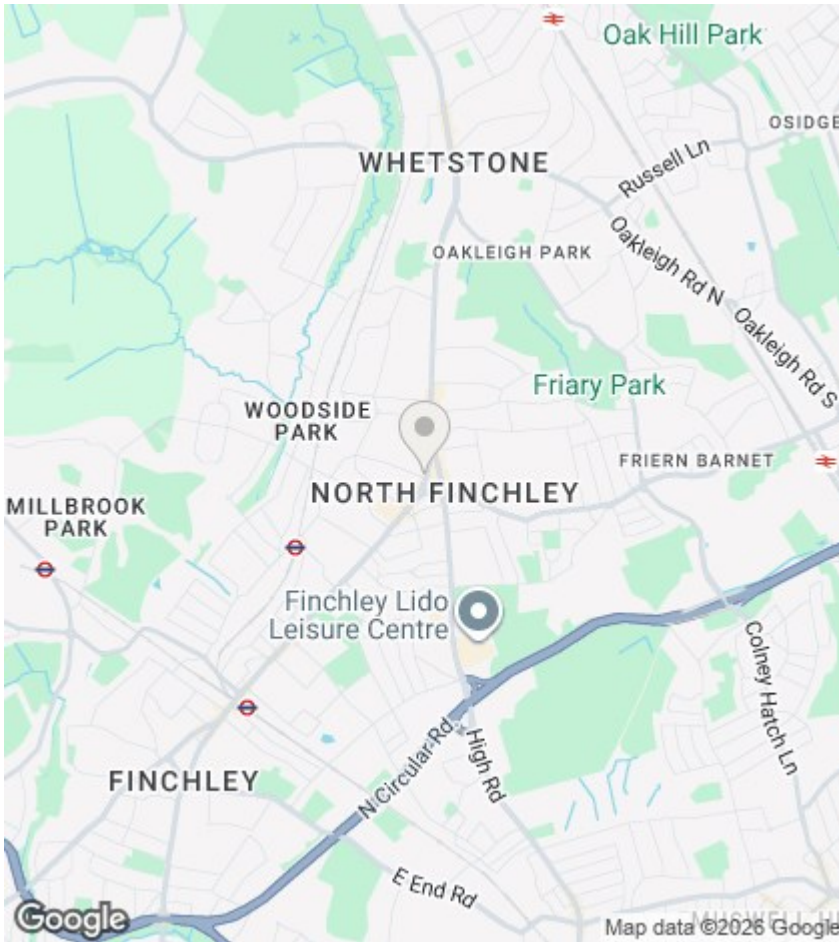 Oak Hill Park
OSIDGE
WHETSTONE
Russell Ln
OAKLEIGH PARK
Oakleigh Rd N
Oakleigh Rd S
Friary Park
WOODSIDE
PARK
FRIERN BARNET
NORTH FINCHLEY
MILLBROOK
PARK
Finchley Lido
Leisure Centre
Colney Hatch Ln
N Circular Rd
High Rd
FINCHLEY
E End Rd
Google
Map data ©2026 Google